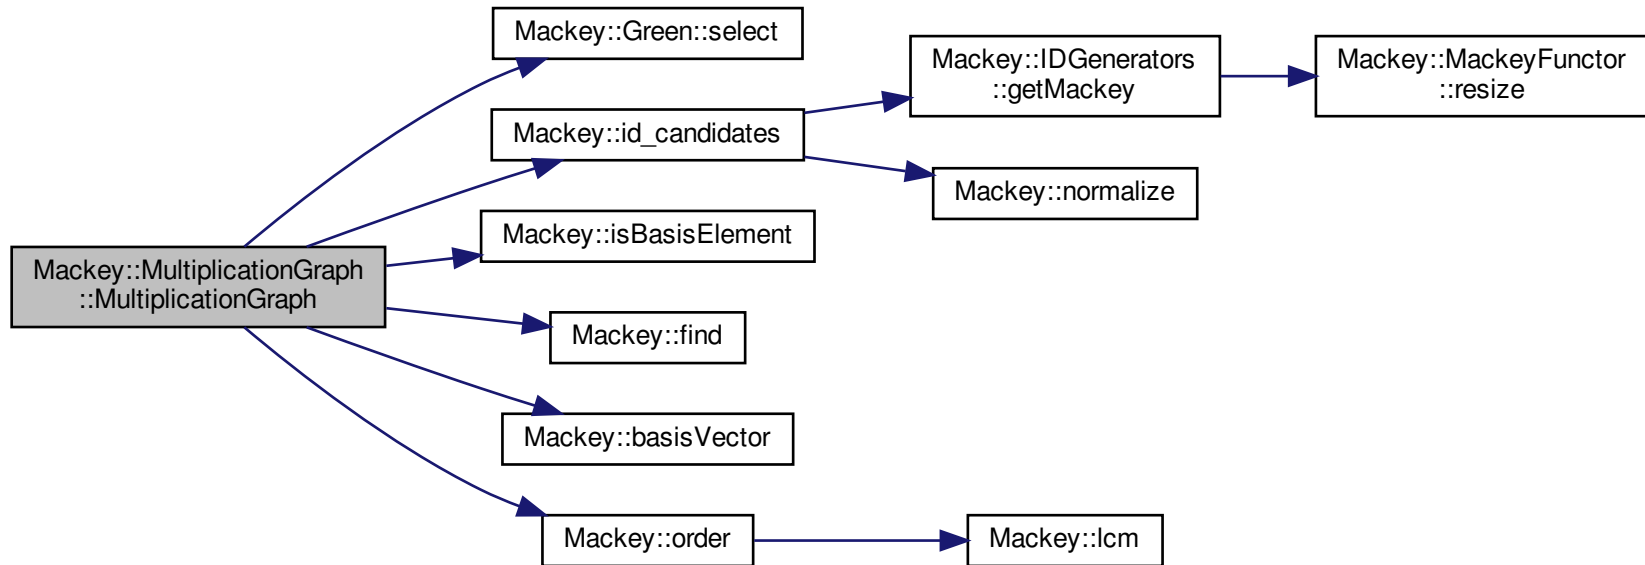 Mackey::MultiplicationGraph
::MultiplicationGraph
Mackey::Green::select
Mackey::id_candidates
Mackey::IDGenerators
::getMackey
Mackey::MackeyFunctor
::resize
Mackey::normalize
Mackey::isBasisElement
Mackey::find
Mackey::basisVector
Mackey::order
Mackey::lcm